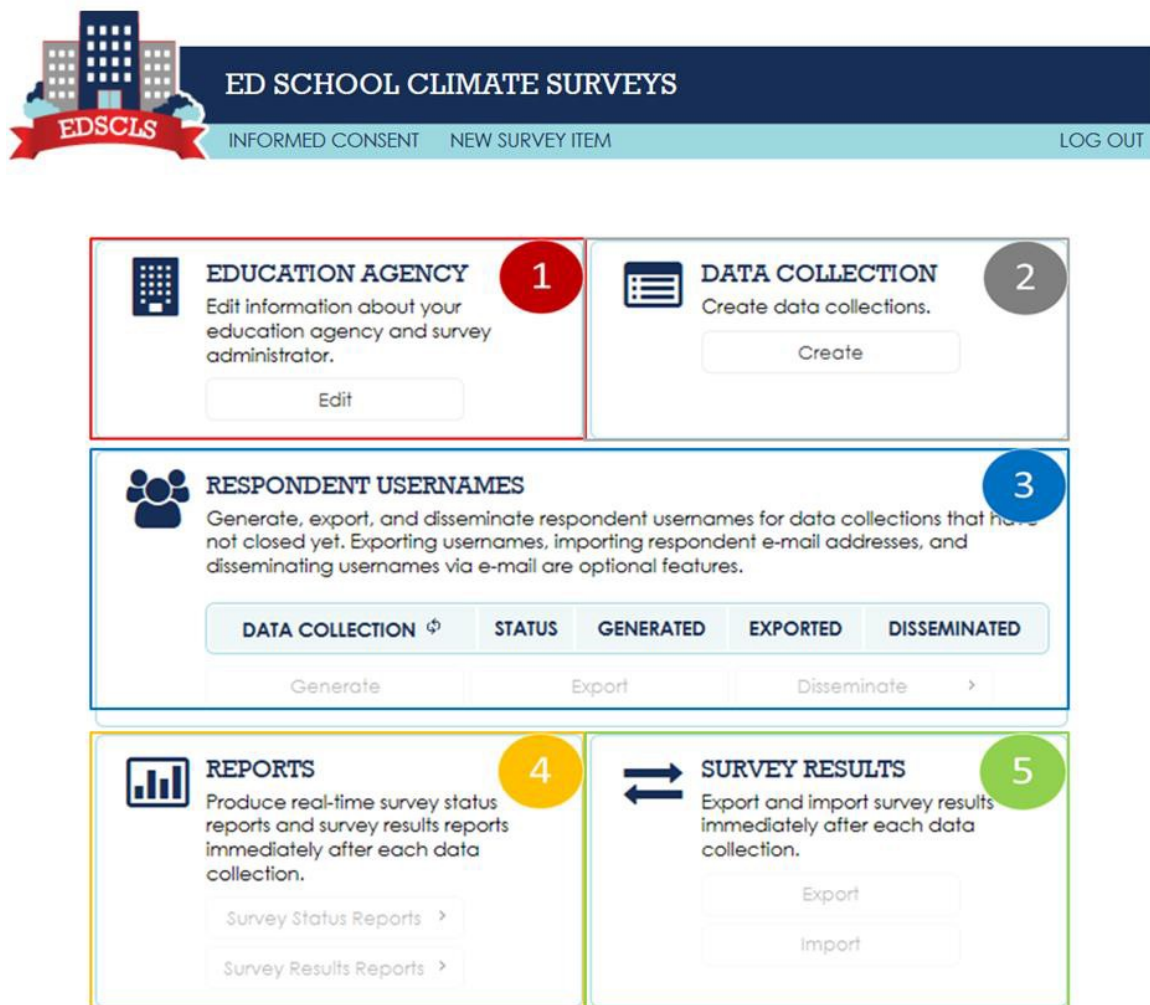 ED SCHOOL CLIMATE SURVEYS
EDSCLS
INFORMED CONSENT NEW SURVEY ITEM LOG OUT
EDUCATION AGENCY
1
Edit information about your
education agency and survey
administrator.
Edit
DATA COLLECTION
2
Create data collections.
Create
RESPONDENT USERNAMES
3
Generate, export, and disseminate respondent usernames for data collections that have
not closed yet. Exporting usernames, importing respondent e-mail addresses, and
disseminating usernames via e-mail are optional features.
DATA COLLECTION STATUS GENERATED EXPORTED DISSEMINATED
Generate Export Disseminate >
REPORTS
4
Produce real-time survey status
reports and survey results reports
immediately after each data
collection.
Survey Status Reports >
Survey Results Reports >
SURVEY RESULTS
5
Export and import survey results
immediately after each data
collection.
Export
Import